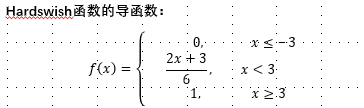 Hardswish函数的导函数：
f(x) = { 0, x ≤ −3
(2x + 3)/6, x < 3
1, x ≥ 3